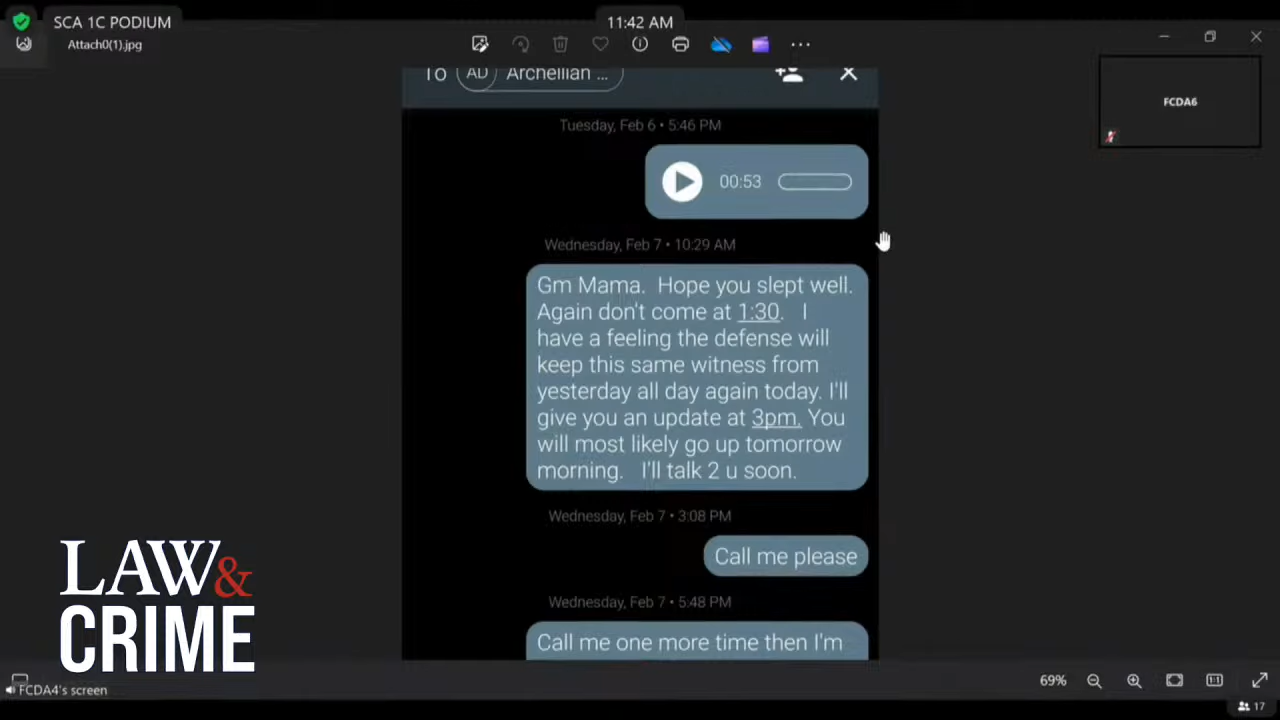 SCA 1C PODIUM
11:42 AM
Attach0(1).jpg
FCDA6
To AD Archellian ...
Tuesday, Feb 6 • 5:46 PM
00:53
Wednesday, Feb 7 • 10:29 AM
Gm Mama.  Hope you slept well.
Again don't come at 1:30.   I
have a feeling the defense will
keep this same witness from
yesterday all day again today. I'll
give you an update at 3pm. You
will most likely go up tomorrow
morning.   I'll talk 2 u soon.
Wednesday, Feb 7 • 3:08 PM
Call me please
Wednesday, Feb 7 • 5:48 PM
Call me one more time then I'm
LAW&
CRIME
FCDA4's screen
69%
1:1
17